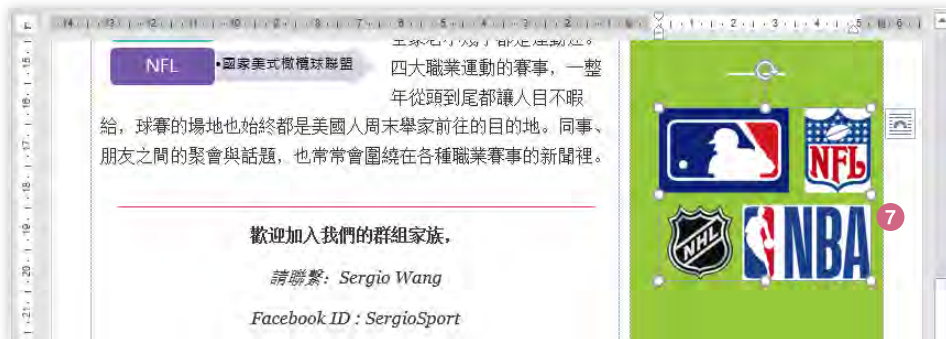 NFL
•國家美式橄欖球聯盟
四大職業運動的賽事，一整
年從頭到尾都讓人目不暇
給，球賽的場地也始終都是美國人周末舉家前往的目的地。同事、
朋友之間的聚會與話題，也常常會圍繞在各種職業賽事的新聞裡。
歡迎加入我們的群組家族，
請聯繫：Sergio Wang
Facebook ID : SergioSport
NFL
NHL
NBA
7